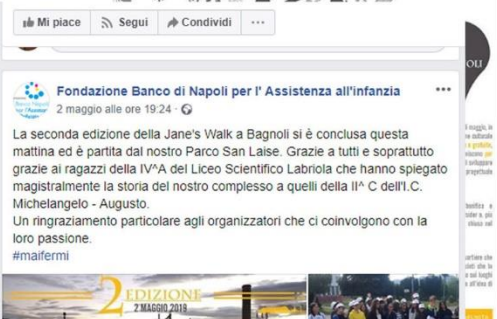 Mi piace Segui Condividi ...
Fondazione Banco di Napoli per l' Assistenza all'infanzia
2 maggio alle ore 19:24 ·
La seconda edizione della Jane's Walk a Bagnoli si è conclusa questa
mattina ed è partita dal nostro Parco San Laise. Grazie a tutti e soprattutto
grazie ai ragazzi della IV^A del Liceo Scientifico Labriola che hanno spiegato
magistralmente la storia del nostro complesso a quelli della II^ C dell'I.C.
Michelangelo - Augusto.
Un ringraziamento particolare agli organizzatori che ci coinvolgono con la
loro passione.
#maifermi
2 EDIZIONE
2 MAGGIO 2019